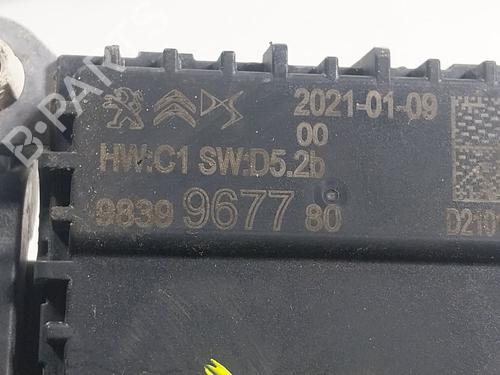 2021-01-09
00
HW:C1 SW:D5.2b
9839 9677 80
D210
B-PARTS